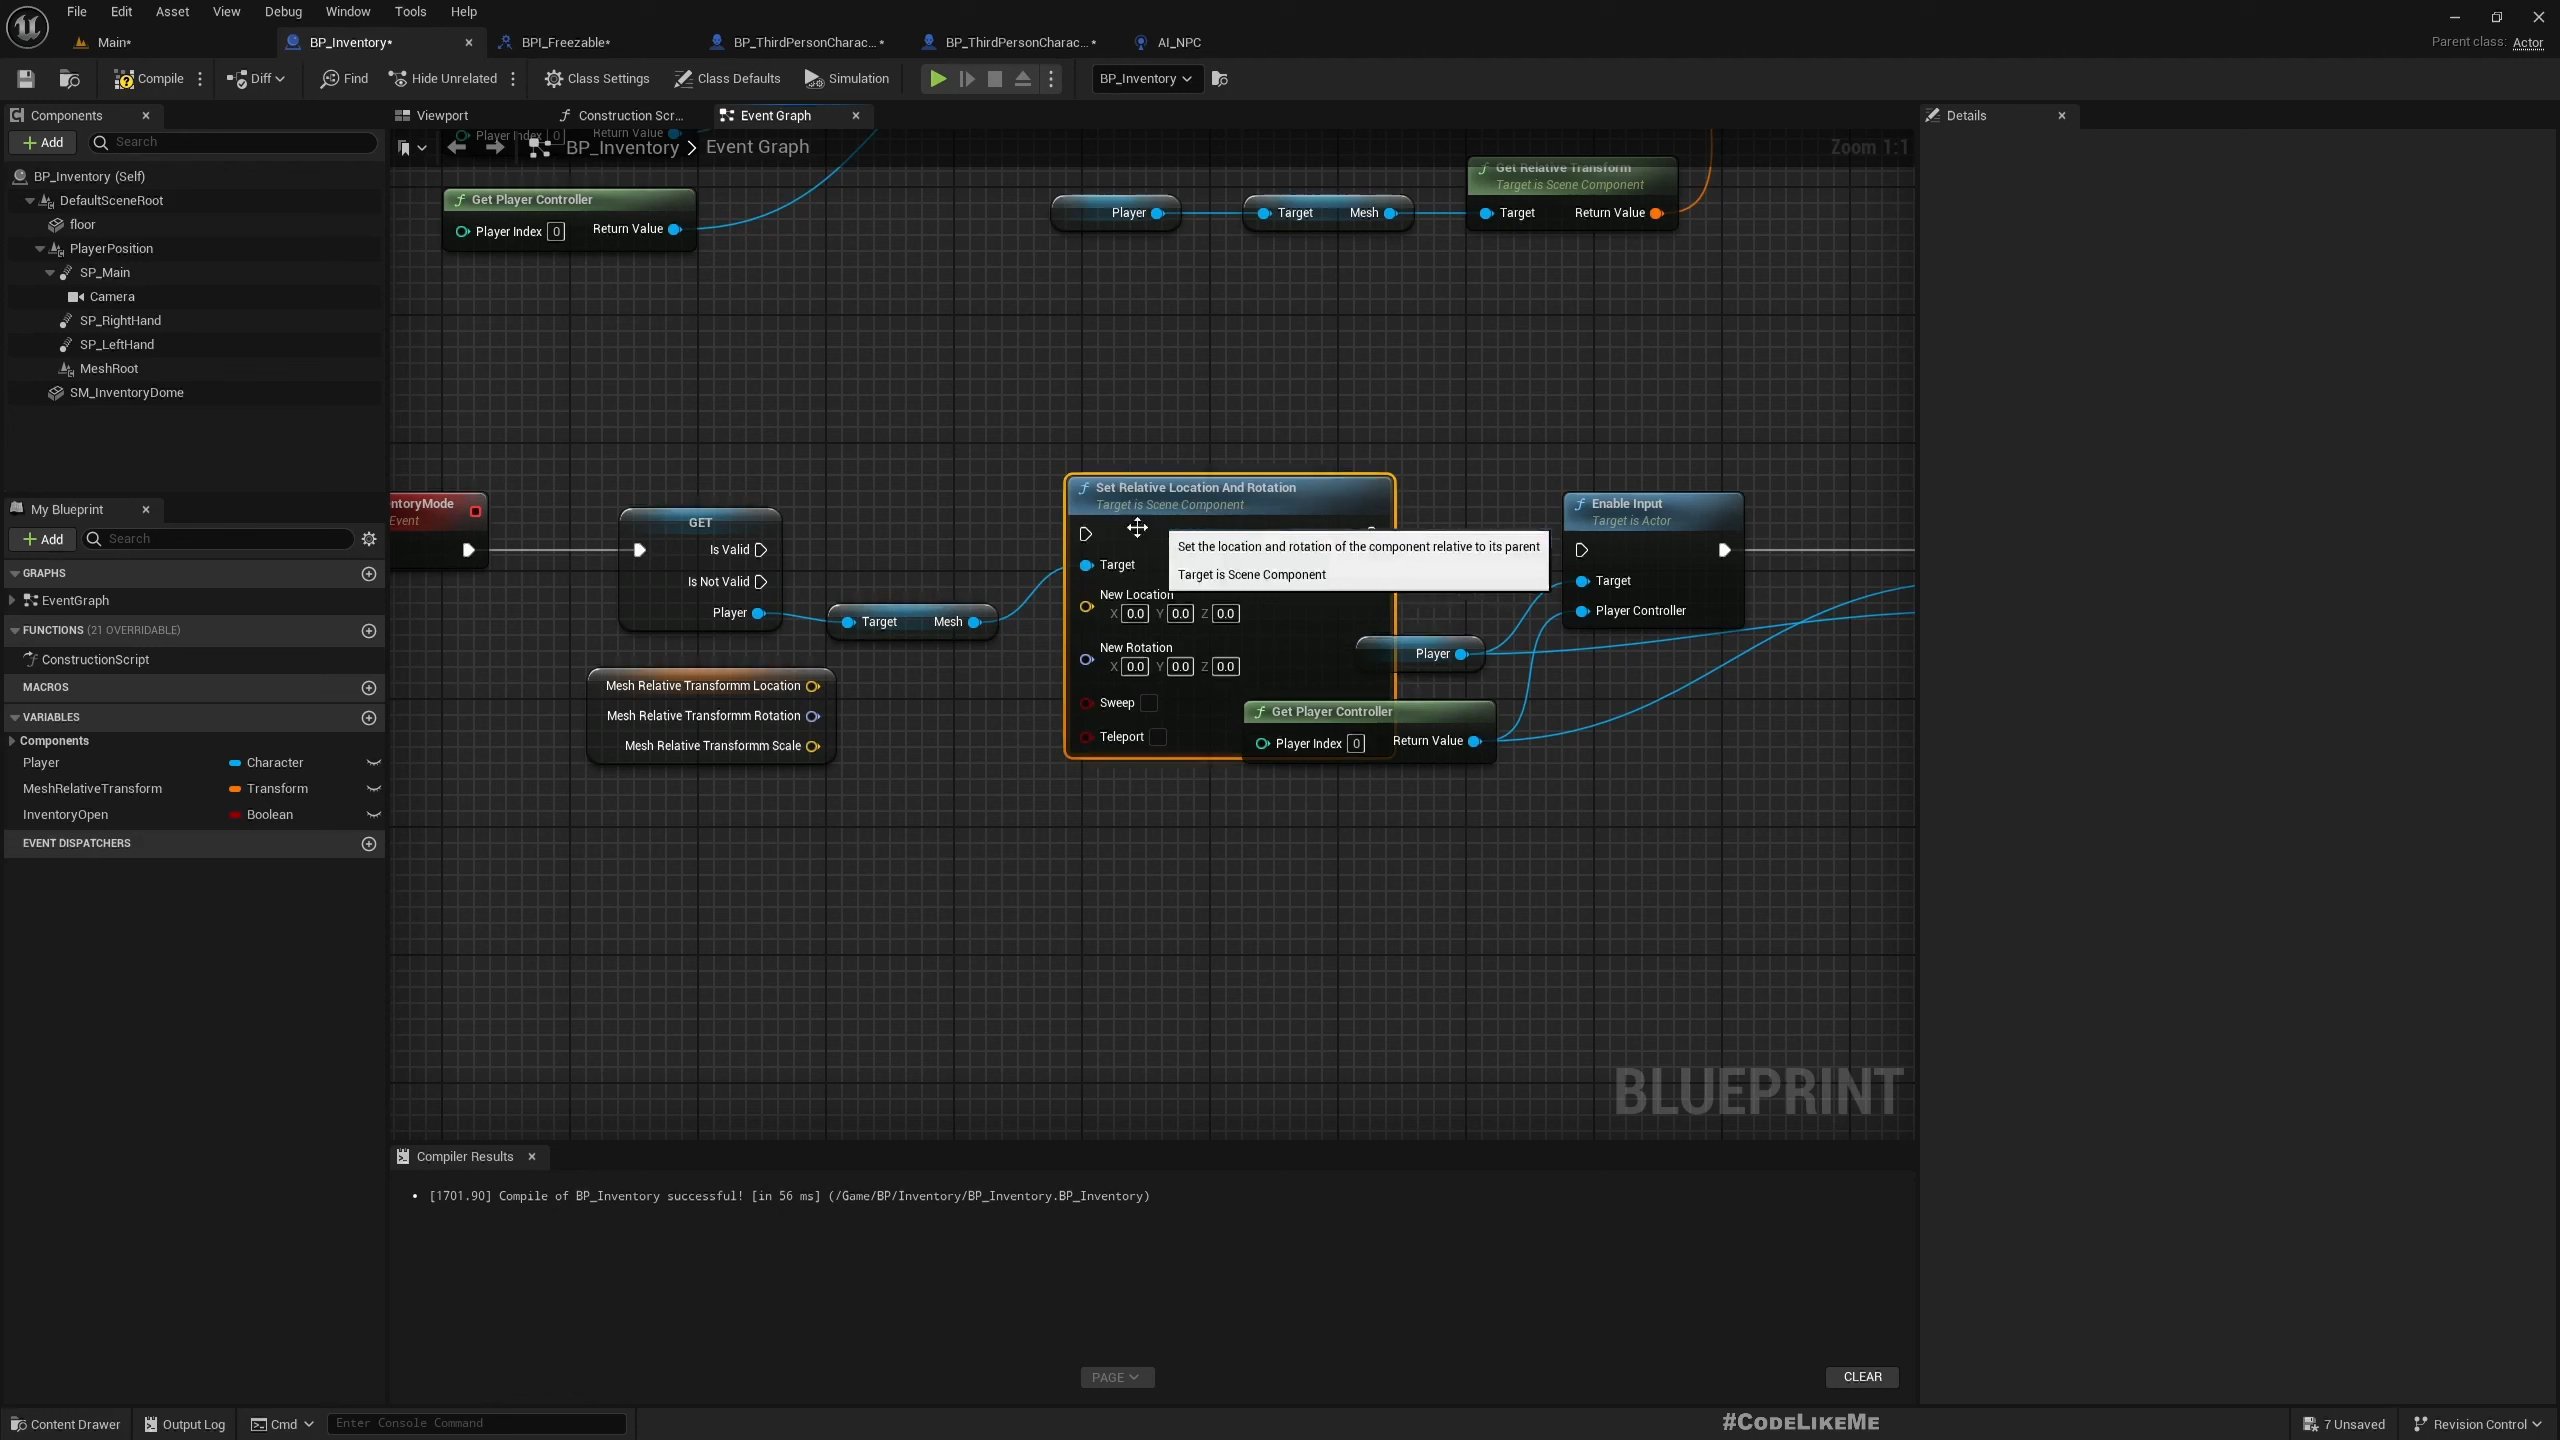 File Edit Asset View Debug Window Tools Help
Main* BP_Inventory* BPI_Freezable* BP_ThirdPersonCharac...* BP_ThirdPersonCharac...* AI_NPC
Parent class: Actor
Compile Diff Find Hide Unrelated Class Settings Class Defaults Simulation BP_Inventory
Components
Viewport Construction Scr... Event Graph
Details
Add Search
Player Index 0 Return Value
BP_Inventory > Event Graph
Zoom 1:1
BP_Inventory (Self)
DefaultSceneRoot
floor
PlayerPosition
SP_Main
Camera
SP_RightHand
SP_LeftHand
MeshRoot
SM_InventoryDome
Get Player Controller
Player Index 0 Return Value
Player
Target Mesh
Get Relative Transform
Target is Scene Component
Target Return Value
My Blueprint
Add Search
GRAPHS
EventGraph
FUNCTIONS (21 OVERRIDABLE)
ConstructionScript
MACROS
VARIABLES
Components
Player Character
MeshRelativeTransform Transform
InventoryOpen Boolean
EVENT DISPATCHERS
ntoryMode
Event
GET
Is Valid
Is Not Valid
Player
Target Mesh
Mesh Relative Transformm Location
Mesh Relative Transformm Rotation
Mesh Relative Transformm Scale
Set Relative Location And Rotation
Target is Scene Component
Target
New Location
X 0.0 Y 0.0 Z 0.0
New Rotation
X 0.0 Y 0.0 Z 0.0
Sweep
Teleport
Set the location and rotation of the component relative to its parent
Target is Scene Component
Player
Get Player Controller
Player Index 0 Return Value
Enable Input
Target is Actor
Target
Player Controller
BLUEPRINT
Compiler Results
[1701.90] Compile of BP_Inventory successful! [in 56 ms] (/Game/BP/Inventory/BP_Inventory.BP_Inventory)
PAGE
CLEAR
Content Drawer Output Log Cmd Enter Console Command
#CODELIKEME
7 Unsaved Revision Control